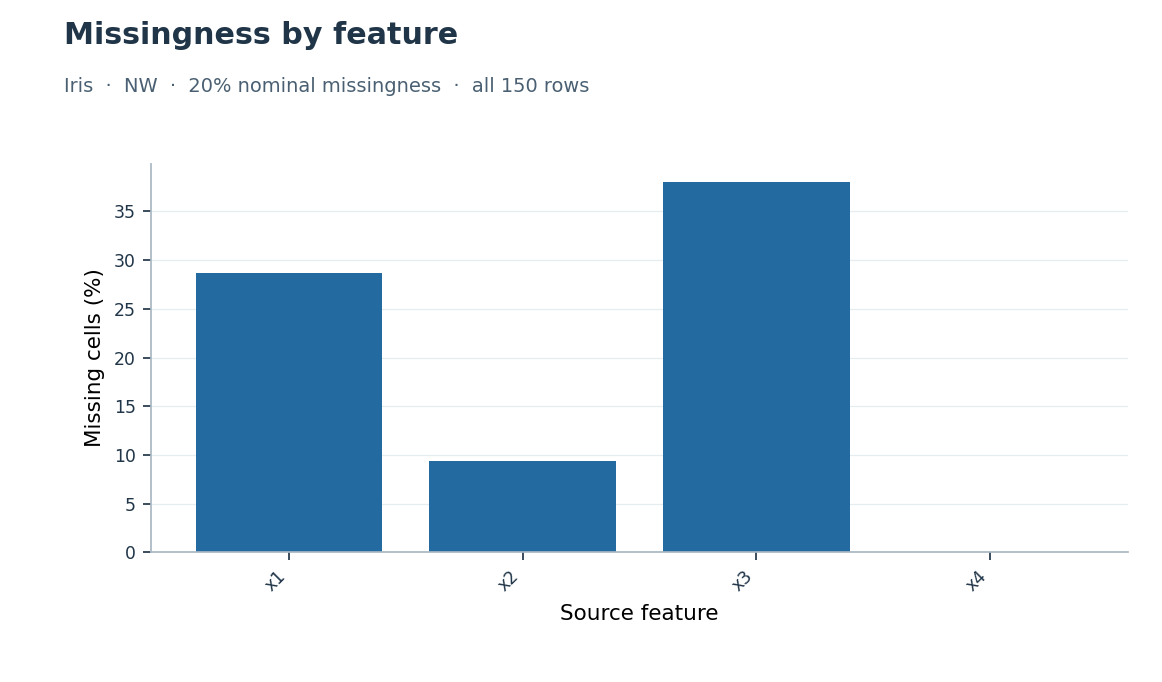 Missingness by feature
Iris · NW · 20% nominal missingness · all 150 rows
35
30
25
20
15
10
5
0
Missing cells (%)
x1
x2
x3
x4
Source feature